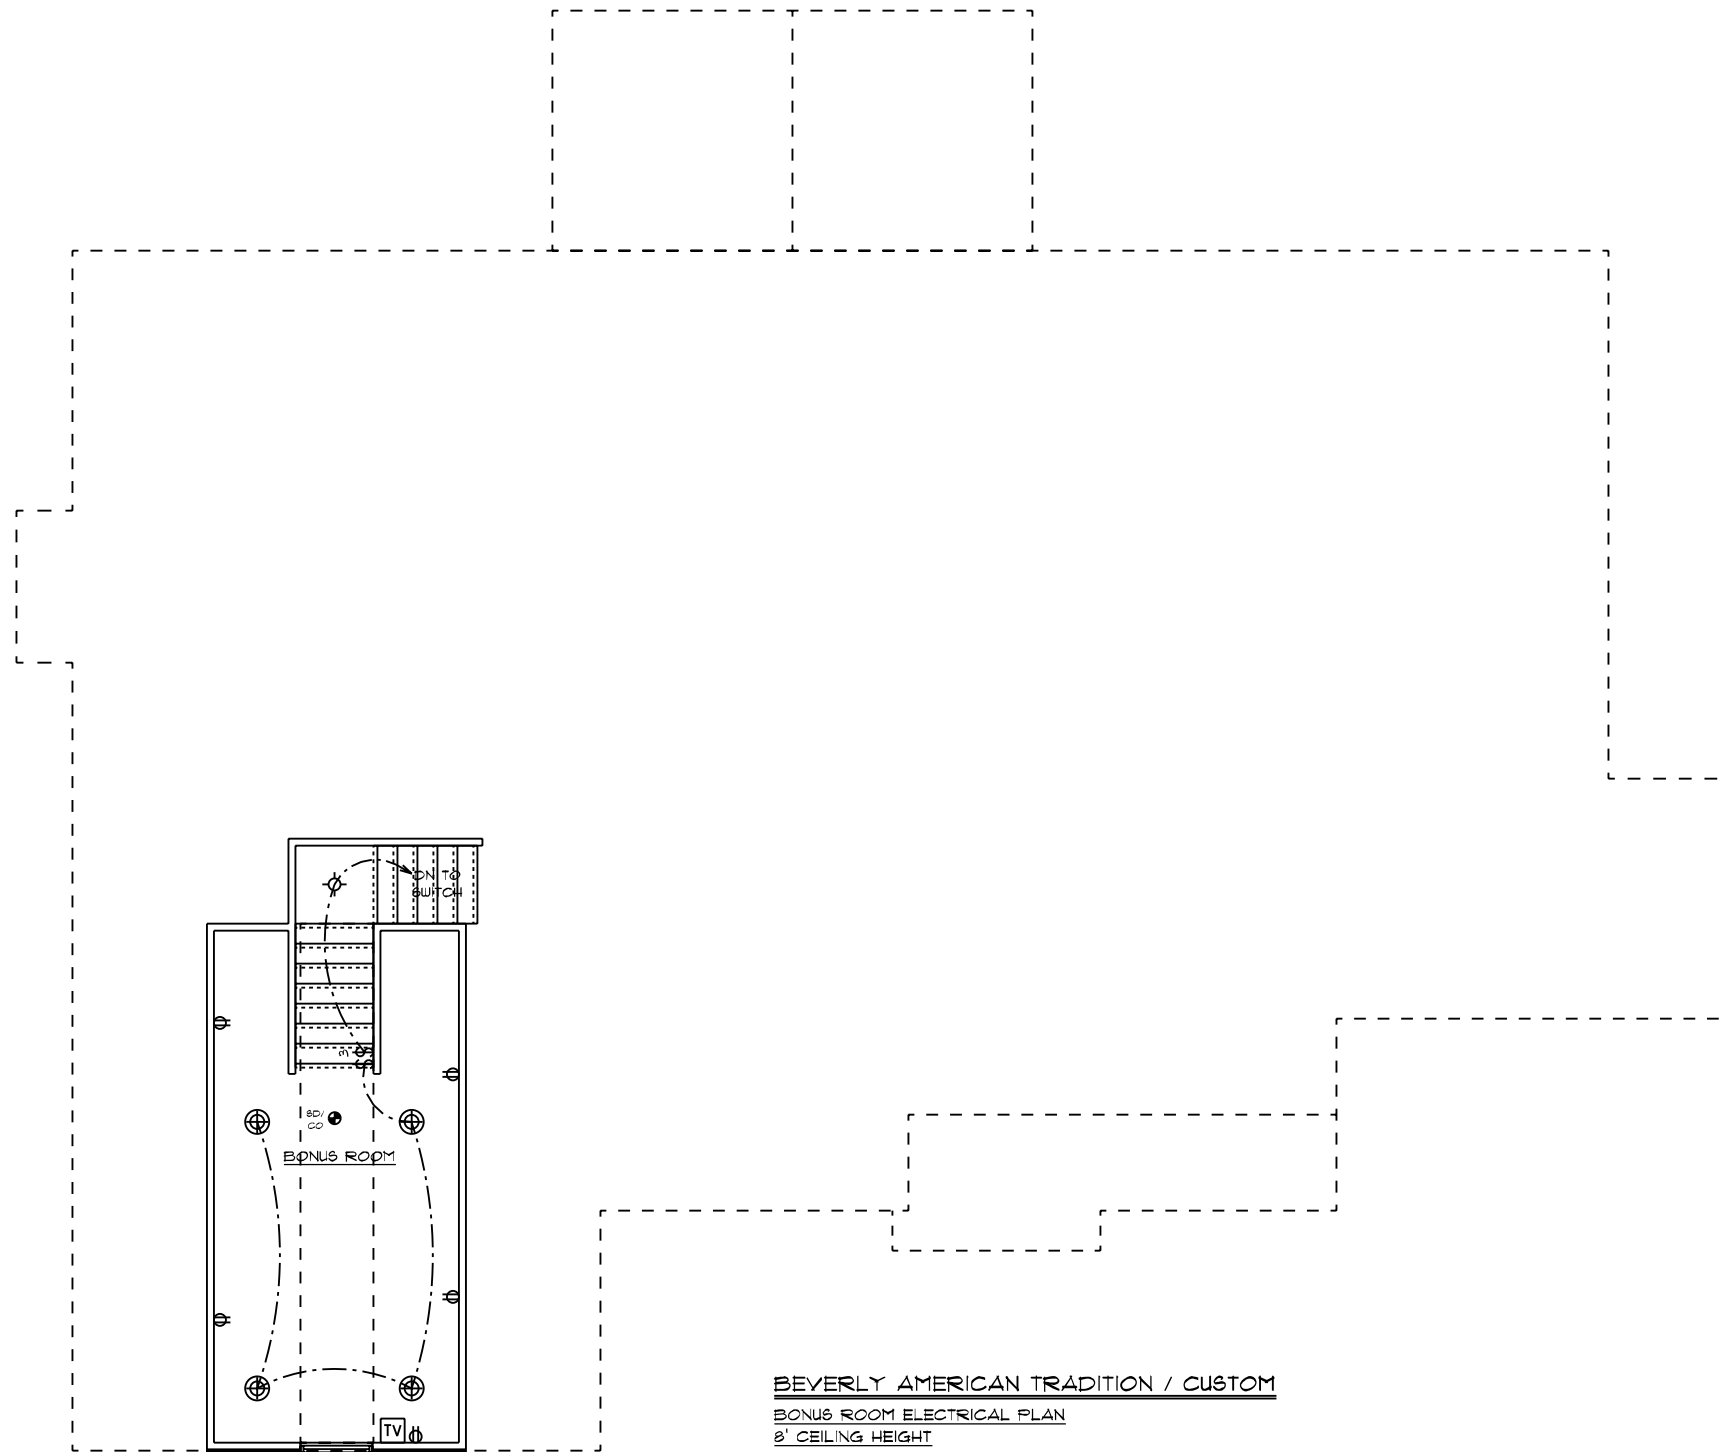 DN TO
SWITCH
3
SD/
CO
BONUS ROOM
TV
BEVERLY AMERICAN TRADITION / CUSTOM
BONUS ROOM ELECTRICAL PLAN
8' CEILING HEIGHT